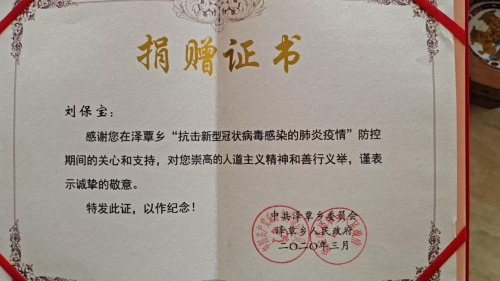 捐赠证书
刘保宝：
感谢您在泽覃乡“抗击新型冠状病毒感染的肺炎疫情”防控
期间的关心和支持，对您崇高的人道主义精神和善行义举，谨表
示诚挚的敬意。
特发此证，以作纪念！
中共泽覃乡委员会
泽覃乡人民政府
二〇二〇年三月